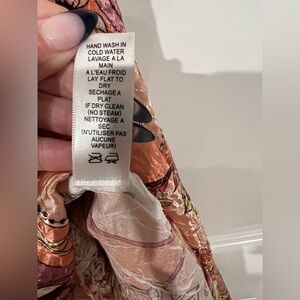 HAND WASH IN
COLD WATER
LAVAGE A LA
MAIN
A L'EAU FROID
LAY FLAT TO
DRY
SECHAGE A
PLAT
IF DRY CLEAN
(NO STEAM)
NETTOYAGE A
SEC
(N'UTILISER PAS
AUCUNE
VAPEUR)